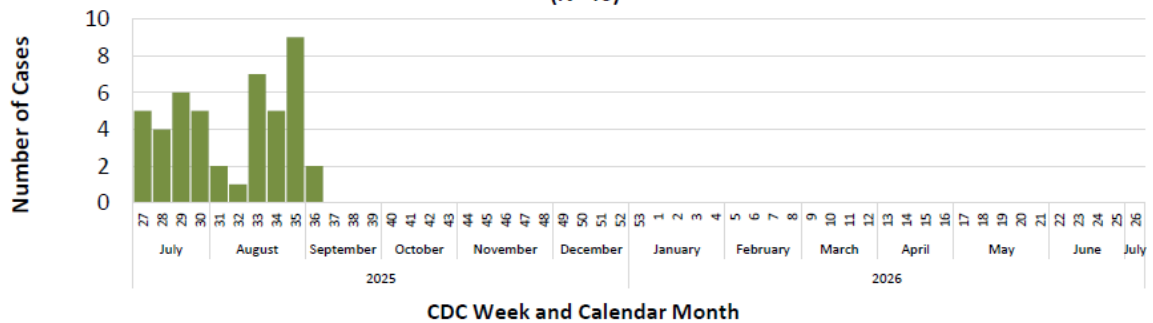 Number of Cases
10
8
6
4
2
0
27 28 29 30 31 32 33 34 35 36 37 38 39 40 41 42 43 44 45 46 47 48 49 50 51 52 53 1 2 3 4 5 6 7 8 9 10 11 12 13 14 15 16 17 18 19 20 21 22 23 24 25 26
July August September October November December January February March April May June July
2025 2026
CDC Week and Calendar Month